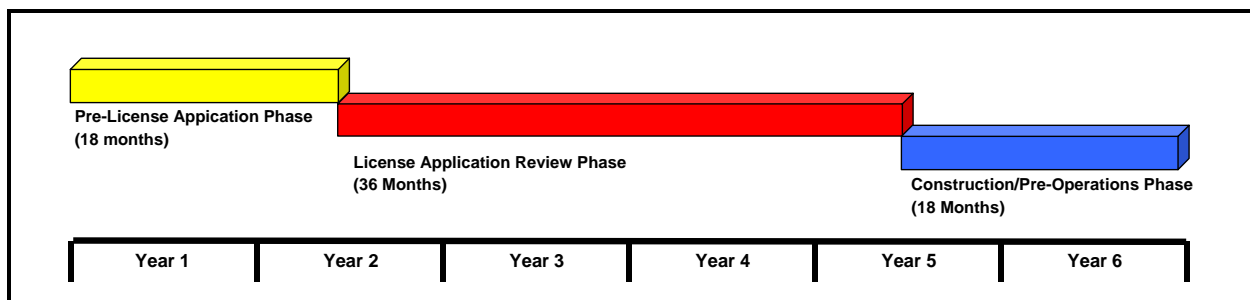 Pre-License Appication Phase
(18 months)
License Application Review Phase
(36 Months)
Construction/Pre-Operations Phase
(18 Months)
Year 1
Year 2
Year 3
Year 4
Year 5
Year 6